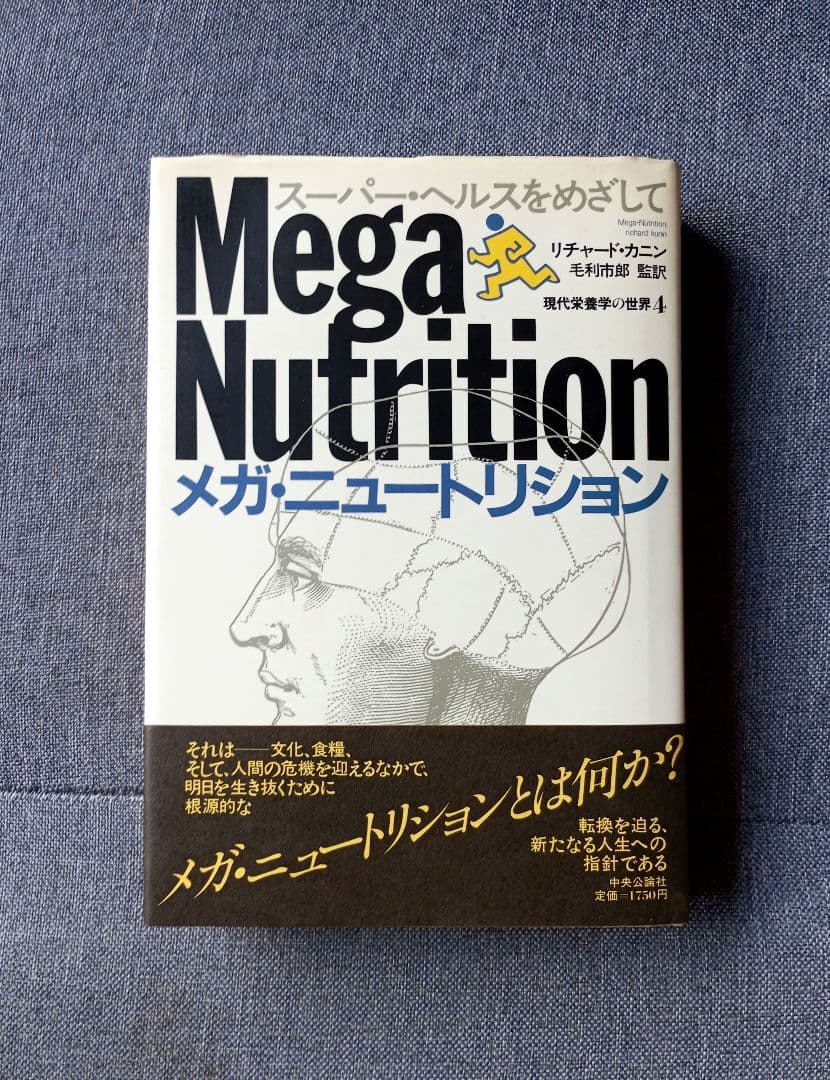 スーパー・ヘルスをめざして
Mega
Nutrition
Mega-Nutrition
richard kunin
リチャード・カニン
毛利市郎 監訳
現代栄養学の世界4
メガ・ニュートリション
それは――文化、食糧、
そして、人間の危機を迎えるなかで、
明日を生き抜くために
根源的な
メガ・ニュートリションとは何か?
転換を迫る、
新たなる人生への
指針である
中央公論社
定価=1750円